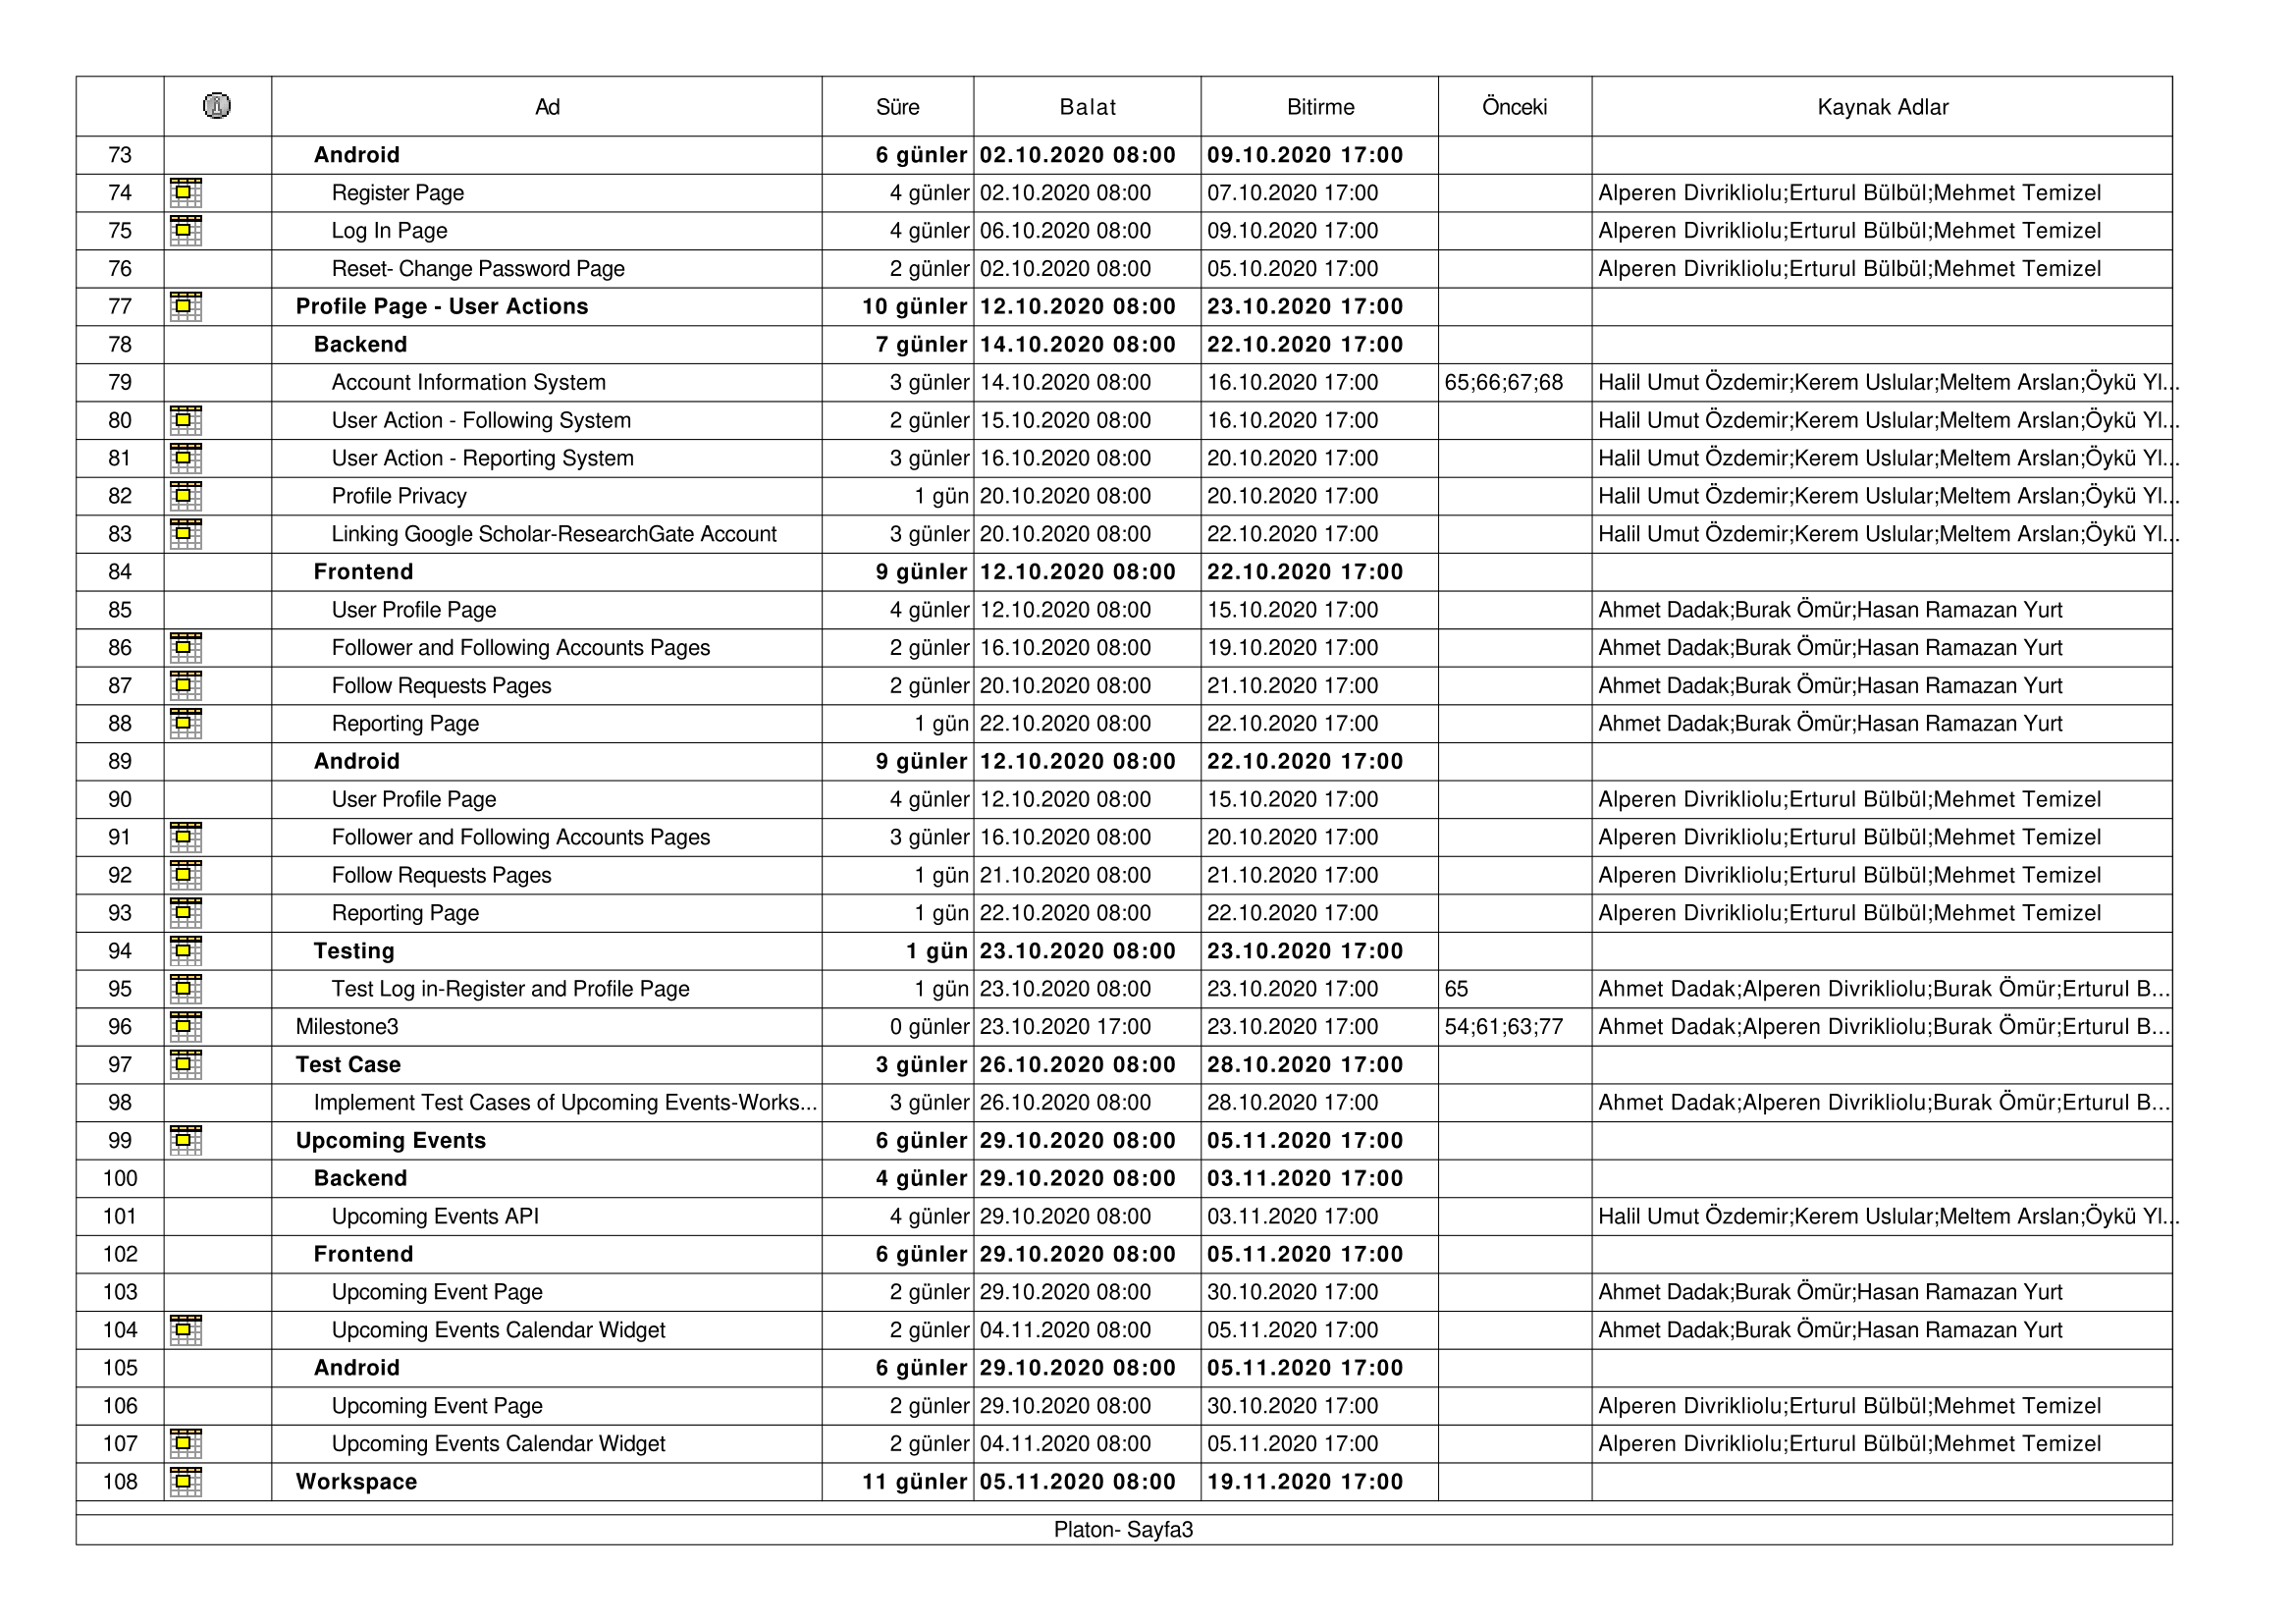 Ad Süre Balat Bitirme Önceki Kaynak Adlar
73 Android 6 günler 02.10.2020 08:00 09.10.2020 17:00
74 Register Page 4 günler 02.10.2020 08:00 07.10.2020 17:00 Alperen Divrikliolu;Erturul Bülbül;Mehmet Temizel
75 Log In Page 4 günler 06.10.2020 08:00 09.10.2020 17:00 Alperen Divrikliolu;Erturul Bülbül;Mehmet Temizel
76 Reset- Change Password Page 2 günler 02.10.2020 08:00 05.10.2020 17:00 Alperen Divrikliolu;Erturul Bülbül;Mehmet Temizel
77 Profile Page - User Actions 10 günler 12.10.2020 08:00 23.10.2020 17:00
78 Backend 7 günler 14.10.2020 08:00 22.10.2020 17:00
79 Account Information System 3 günler 14.10.2020 08:00 16.10.2020 17:00 65;66;67;68 Halil Umut Özdemir;Kerem Uslular;Meltem Arslan;Öykü Yl...
80 User Action - Following System 2 günler 15.10.2020 08:00 16.10.2020 17:00 Halil Umut Özdemir;Kerem Uslular;Meltem Arslan;Öykü Yl...
81 User Action - Reporting System 3 günler 16.10.2020 08:00 20.10.2020 17:00 Halil Umut Özdemir;Kerem Uslular;Meltem Arslan;Öykü Yl...
82 Profile Privacy 1 gün 20.10.2020 08:00 20.10.2020 17:00 Halil Umut Özdemir;Kerem Uslular;Meltem Arslan;Öykü Yl...
83 Linking Google Scholar-ResearchGate Account 3 günler 20.10.2020 08:00 22.10.2020 17:00 Halil Umut Özdemir;Kerem Uslular;Meltem Arslan;Öykü Yl...
84 Frontend 9 günler 12.10.2020 08:00 22.10.2020 17:00
85 User Profile Page 4 günler 12.10.2020 08:00 15.10.2020 17:00 Ahmet Dadak;Burak Ömür;Hasan Ramazan Yurt
86 Follower and Following Accounts Pages 2 günler 16.10.2020 08:00 19.10.2020 17:00 Ahmet Dadak;Burak Ömür;Hasan Ramazan Yurt
87 Follow Requests Pages 2 günler 20.10.2020 08:00 21.10.2020 17:00 Ahmet Dadak;Burak Ömür;Hasan Ramazan Yurt
88 Reporting Page 1 gün 22.10.2020 08:00 22.10.2020 17:00 Ahmet Dadak;Burak Ömür;Hasan Ramazan Yurt
89 Android 9 günler 12.10.2020 08:00 22.10.2020 17:00
90 User Profile Page 4 günler 12.10.2020 08:00 15.10.2020 17:00 Alperen Divrikliolu;Erturul Bülbül;Mehmet Temizel
91 Follower and Following Accounts Pages 3 günler 16.10.2020 08:00 20.10.2020 17:00 Alperen Divrikliolu;Erturul Bülbül;Mehmet Temizel
92 Follow Requests Pages 1 gün 21.10.2020 08:00 21.10.2020 17:00 Alperen Divrikliolu;Erturul Bülbül;Mehmet Temizel
93 Reporting Page 1 gün 22.10.2020 08:00 22.10.2020 17:00 Alperen Divrikliolu;Erturul Bülbül;Mehmet Temizel
94 Testing 1 gün 23.10.2020 08:00 23.10.2020 17:00
95 Test Log in-Register and Profile Page 1 gün 23.10.2020 08:00 23.10.2020 17:00 65 Ahmet Dadak;Alperen Divrikliolu;Burak Ömür;Erturul B...
96 Milestone3 0 günler 23.10.2020 17:00 23.10.2020 17:00 54;61;63;77 Ahmet Dadak;Alperen Divrikliolu;Burak Ömür;Erturul B...
97 Test Case 3 günler 26.10.2020 08:00 28.10.2020 17:00
98 Implement Test Cases of Upcoming Events-Works... 3 günler 26.10.2020 08:00 28.10.2020 17:00 Ahmet Dadak;Alperen Divrikliolu;Burak Ömür;Erturul B...
99 Upcoming Events 6 günler 29.10.2020 08:00 05.11.2020 17:00
100 Backend 4 günler 29.10.2020 08:00 03.11.2020 17:00
101 Upcoming Events API 4 günler 29.10.2020 08:00 03.11.2020 17:00 Halil Umut Özdemir;Kerem Uslular;Meltem Arslan;Öykü Yl...
102 Frontend 6 günler 29.10.2020 08:00 05.11.2020 17:00
103 Upcoming Event Page 2 günler 29.10.2020 08:00 30.10.2020 17:00 Ahmet Dadak;Burak Ömür;Hasan Ramazan Yurt
104 Upcoming Events Calendar Widget 2 günler 04.11.2020 08:00 05.11.2020 17:00 Ahmet Dadak;Burak Ömür;Hasan Ramazan Yurt
105 Android 6 günler 29.10.2020 08:00 05.11.2020 17:00
106 Upcoming Event Page 2 günler 29.10.2020 08:00 30.10.2020 17:00 Alperen Divrikliolu;Erturul Bülbül;Mehmet Temizel
107 Upcoming Events Calendar Widget 2 günler 04.11.2020 08:00 05.11.2020 17:00 Alperen Divrikliolu;Erturul Bülbül;Mehmet Temizel
108 Workspace 11 günler 05.11.2020 08:00 19.11.2020 17:00
Platon- Sayfa3